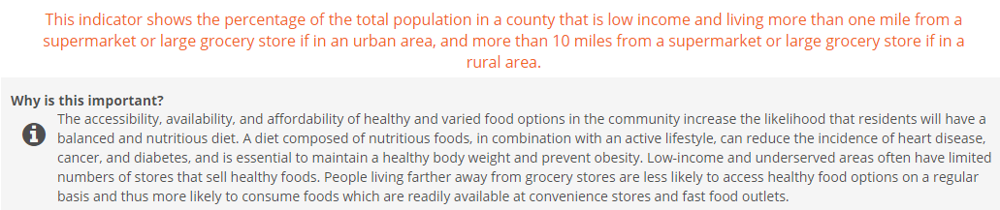 This indicator shows the percentage of the total population in a county that is low income and living more than one mile from a
supermarket or large grocery store if in an urban area, and more than 10 miles from a supermarket or large grocery store if in a
rural area.
Why is this important?
The accessibility, availability, and affordability of healthy and varied food options in the community increase the likelihood that residents will have a
balanced and nutritious diet. A diet composed of nutritious foods, in combination with an active lifestyle, can reduce the incidence of heart disease,
cancer, and diabetes, and is essential to maintain a healthy body weight and prevent obesity. Low-income and underserved areas often have limited
numbers of stores that sell healthy foods. People living farther away from grocery stores are less likely to access healthy food options on a regular
basis and thus more likely to consume foods which are readily available at convenience stores and fast food outlets.